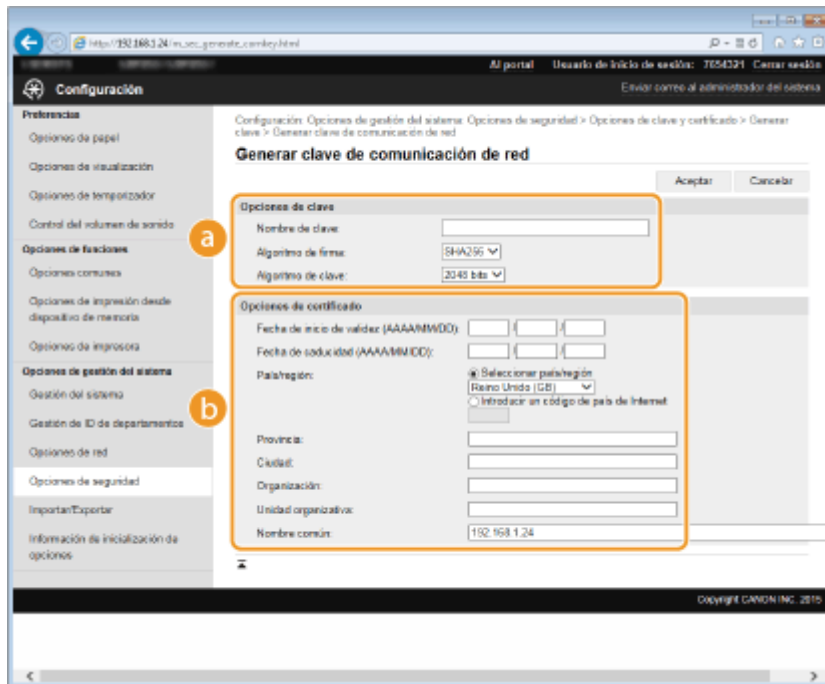 http://192.168.1.24/m_sec_generate_comkey.html
Al portal Usuario de inicio de sesión: 7654321 Cerrar sesión
Configuración
Enviar correo al administrador del sistema
Preferencias
Opciones de papel
Opciones de visualización
Opciones de temporizador
Control del volumen de sonido
Opciones de funciones
Opciones comunes
Opciones de impresión desde
dispositivo de memoria
Opciones de impresora
Opciones de gestión del sistema
Gestión del sistema
Gestión de ID de departamentos
Opciones de red
Opciones de seguridad
Importar/Exportar
Información de inicialización de
opciones
Configuración: Opciones de gestión del sistema: Opciones de seguridad > Opciones de clave y certificado > Generar
clave > Generar clave de comunicación de red
Generar clave de comunicación de red
Aceptar Cancelar
a
Opciones de clave
Nombre de clave:
Algoritmo de firma: SHA256
Algoritmo de clave: 2048 bits
b
Opciones de certificado
Fecha de inicio de validez (AAAA/MM/DD): / /
Fecha de caducidad (AAAA/MM/DD): / /
País/región: Seleccionar país/región
Reino Unido (GB)
Introducir un código de país de Internet
Provincia:
Ciudad:
Organización:
Unidad organizativa:
Nombre común: 192.168.1.24
Copyright CANON INC. 2015